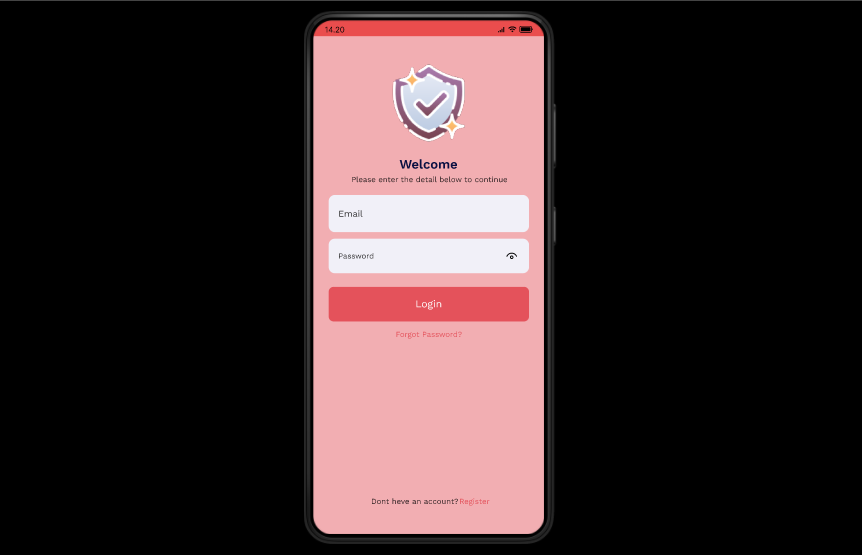 14.20
Welcome
Please enter the detail below to continue
Email
Password
Login
Forgot Password?
Dont heve an account? Register